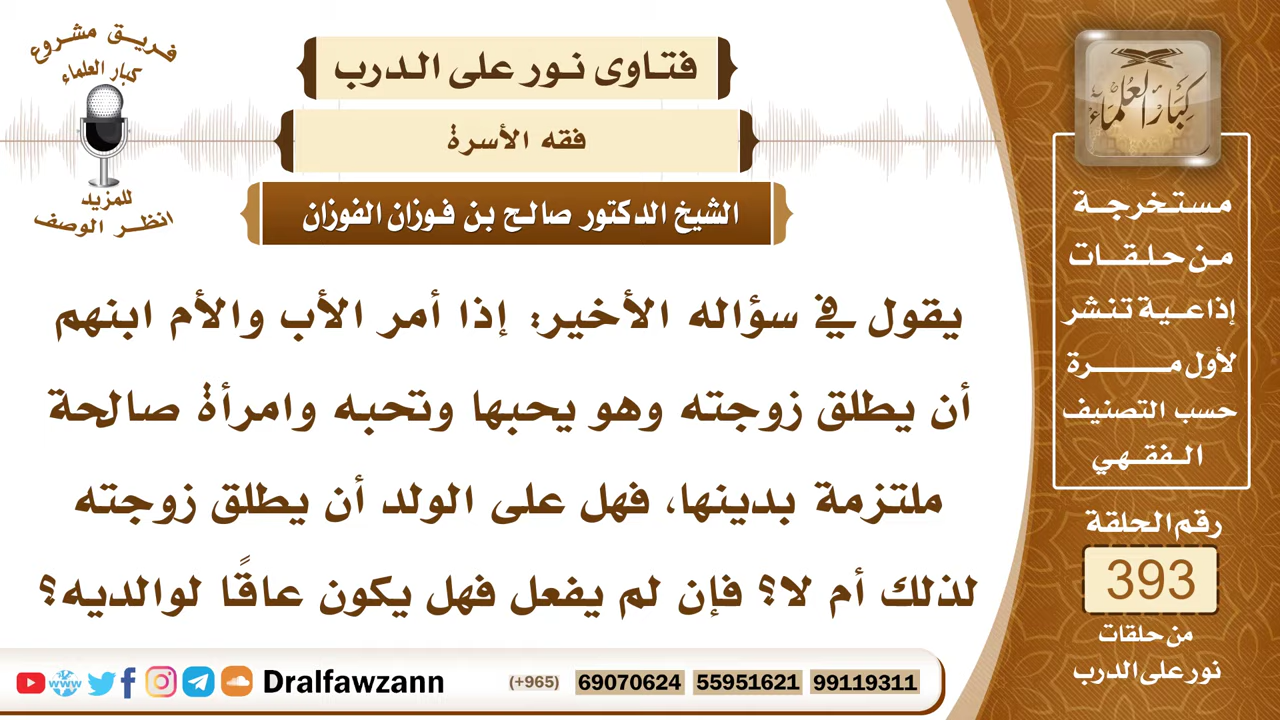 فريق مشروع
كبار العلماء
للمزيد
انظر الوصف
فتاوى نور على الدرب
فقه الأسرة
الشيخ الدكتور صالح بن فوزان الفوزان
يقول في سؤاله الأخير: إذا أمر الأب والأم ابنهم
أن يطلق زوجته وهو يحبها وتحبه وامرأة صالحة
ملتزمة بدينها، فهل على الولد أن يطلق زوجته
لذلك أم لا؟ فإن لم يفعل فهل يكون عاقًا لوالديه؟
كبار العلماء
مستخرجة
من حلقات
إذاعية تنشر
لأول مرة
حسب التصنيف
الفقهي
رقم الحلقة
393
من حلقات
نور على الدرب
www
Dralfawzann (+965) 69070624 55951621 99119311